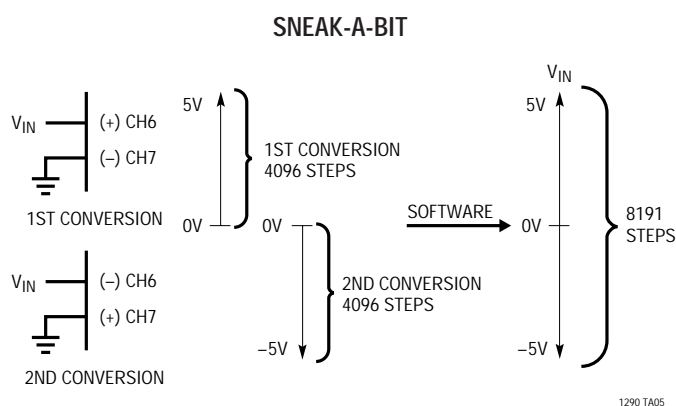 SNEAK-A-BIT
VIN
(+) CH6
(–) CH7
1ST CONVERSION
5V
0V
1ST CONVERSION
4096 STEPS
VIN
(–) CH6
(+) CH7
2ND CONVERSION
0V
–5V
2ND CONVERSION
4096 STEPS
SOFTWARE
VIN
5V
0V
–5V
8191
STEPS
1290 TA05